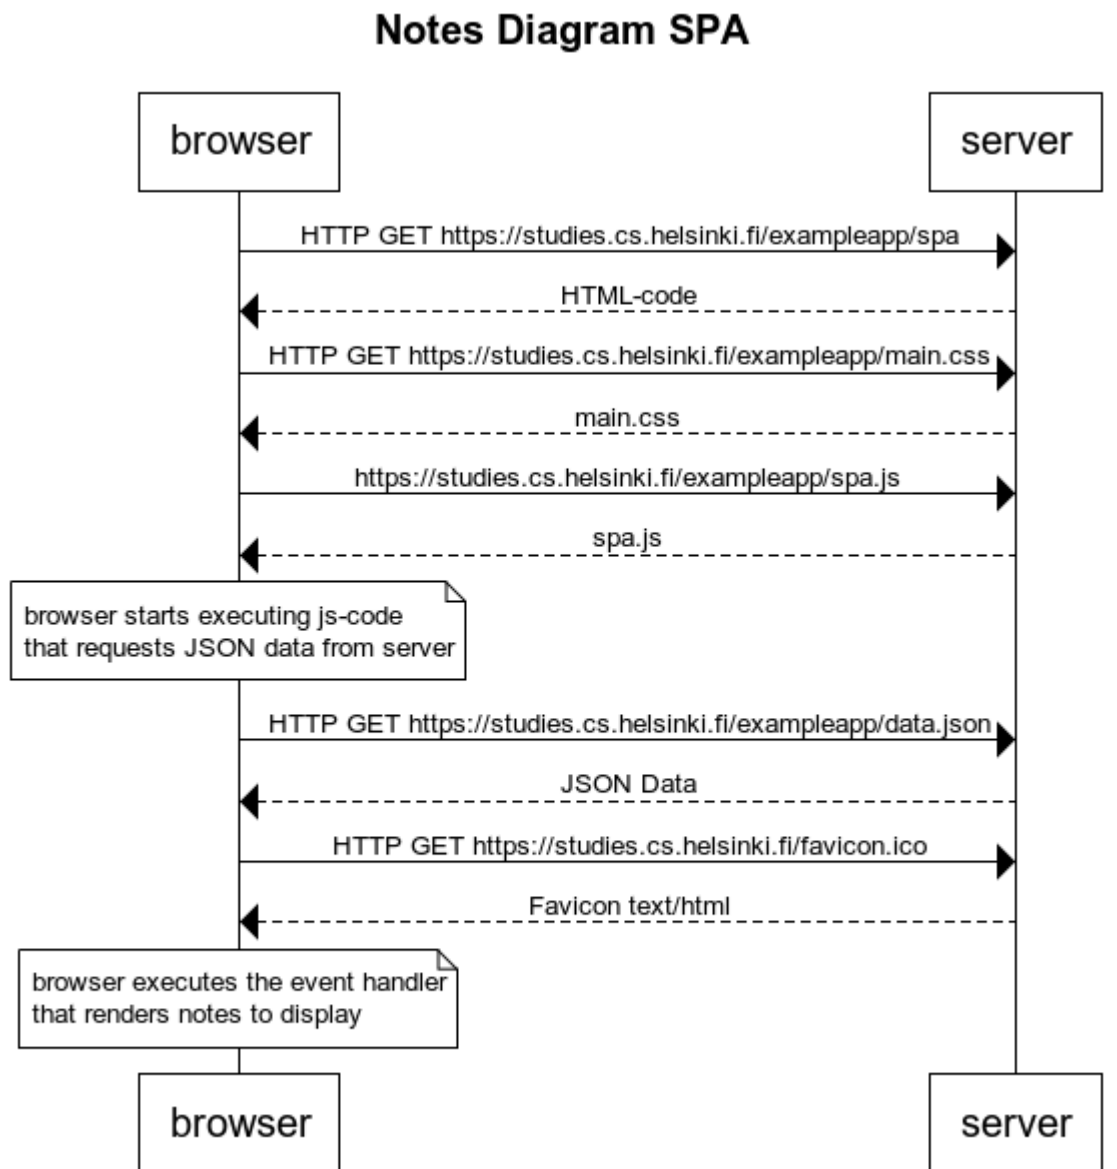 Notes Diagram SPA
browser
server
HTTP GET https://studies.cs.helsinki.fi/exampleapp/spa
HTML-code
HTTP GET https://studies.cs.helsinki.fi/exampleapp/main.css
main.css
https://studies.cs.helsinki.fi/exampleapp/spa.js
spa.js
browser starts executing js-code
that requests JSON data from server
HTTP GET https://studies.cs.helsinki.fi/exampleapp/data.json
JSON Data
HTTP GET https://studies.cs.helsinki.fi/favicon.ico
Favicon text/html
browser executes the event handler
that renders notes to display
browser
server